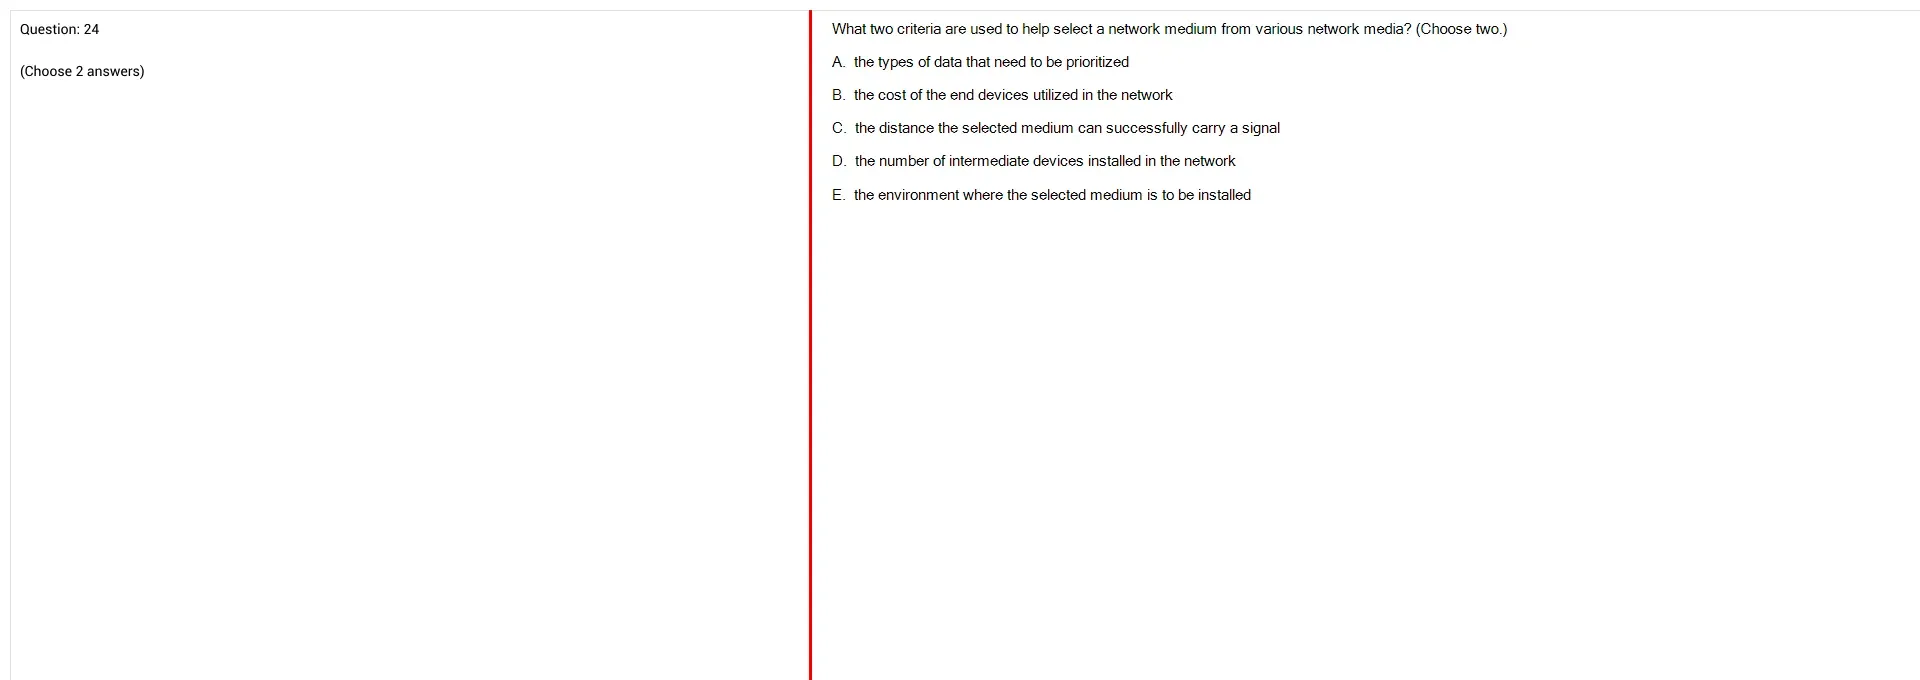 Question: 24
(Choose 2 answers)
What two criteria are used to help select a network medium from various network media? (Choose two.)
A. the types of data that need to be prioritized
B. the cost of the end devices utilized in the network
C. the distance the selected medium can successfully carry a signal
D. the number of intermediate devices installed in the network
E. the environment where the selected medium is to be installed